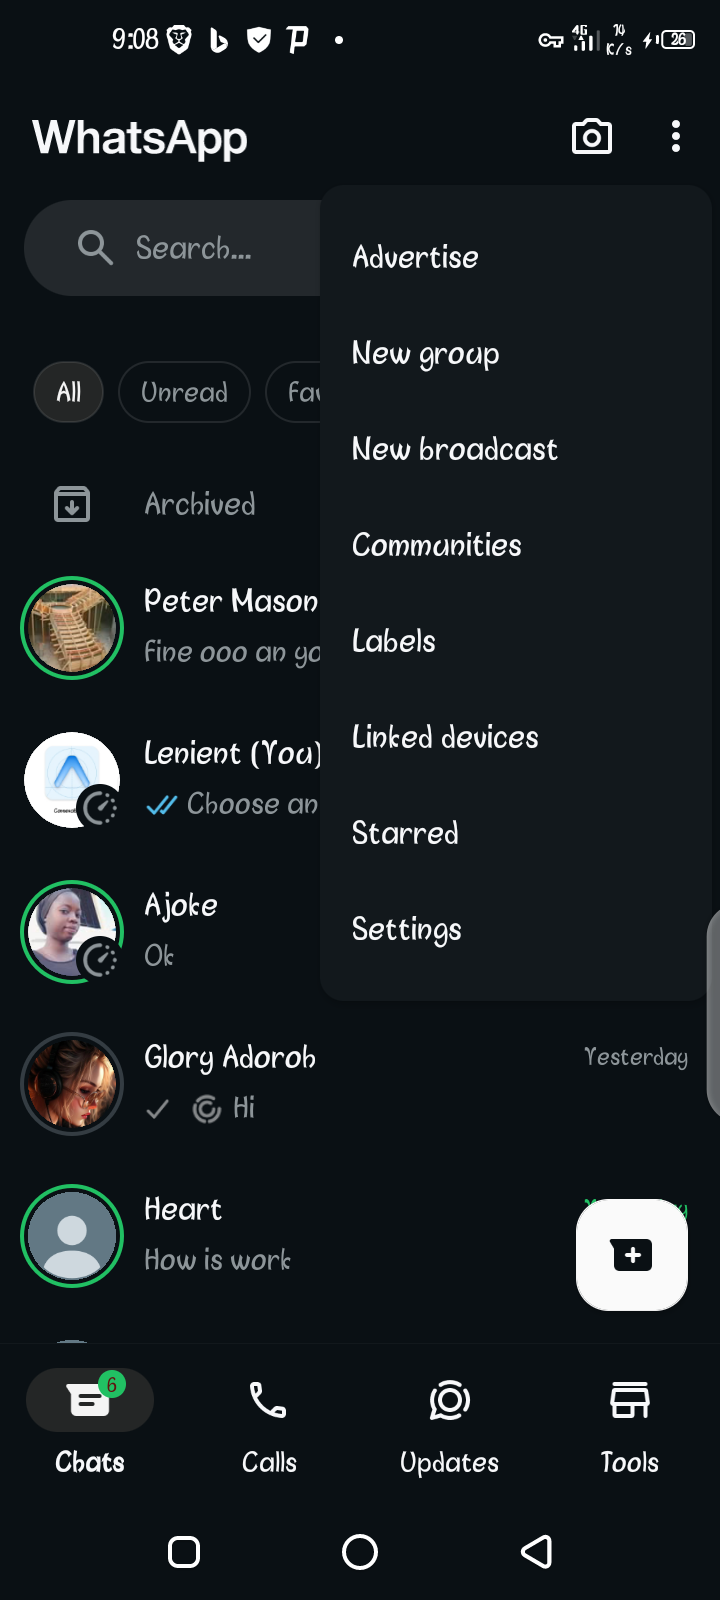 9:08
4G
K/s
26
WhatsApp
Search...
Advertise
New group
New broadcast
Communities
Labels
Linked devices
Starred
Settings
All
Unread
Archived
Peter Mason
fine ooo an yo
Lenient (You)
Choose an
Ajoke
Ok
Glory Adoroh
Yesterday
Hi
Heart
How is work
6
Chats
Calls
Updates
Tools